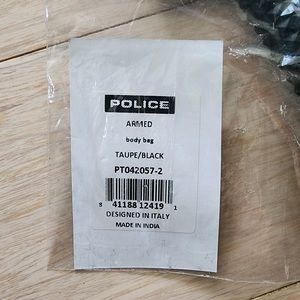 POLICE
ARMED
body bag
TAUPE/BLACK
PT042057-2
8 41188 12419 1
DESIGNED IN ITALY
MADE IN INDIA